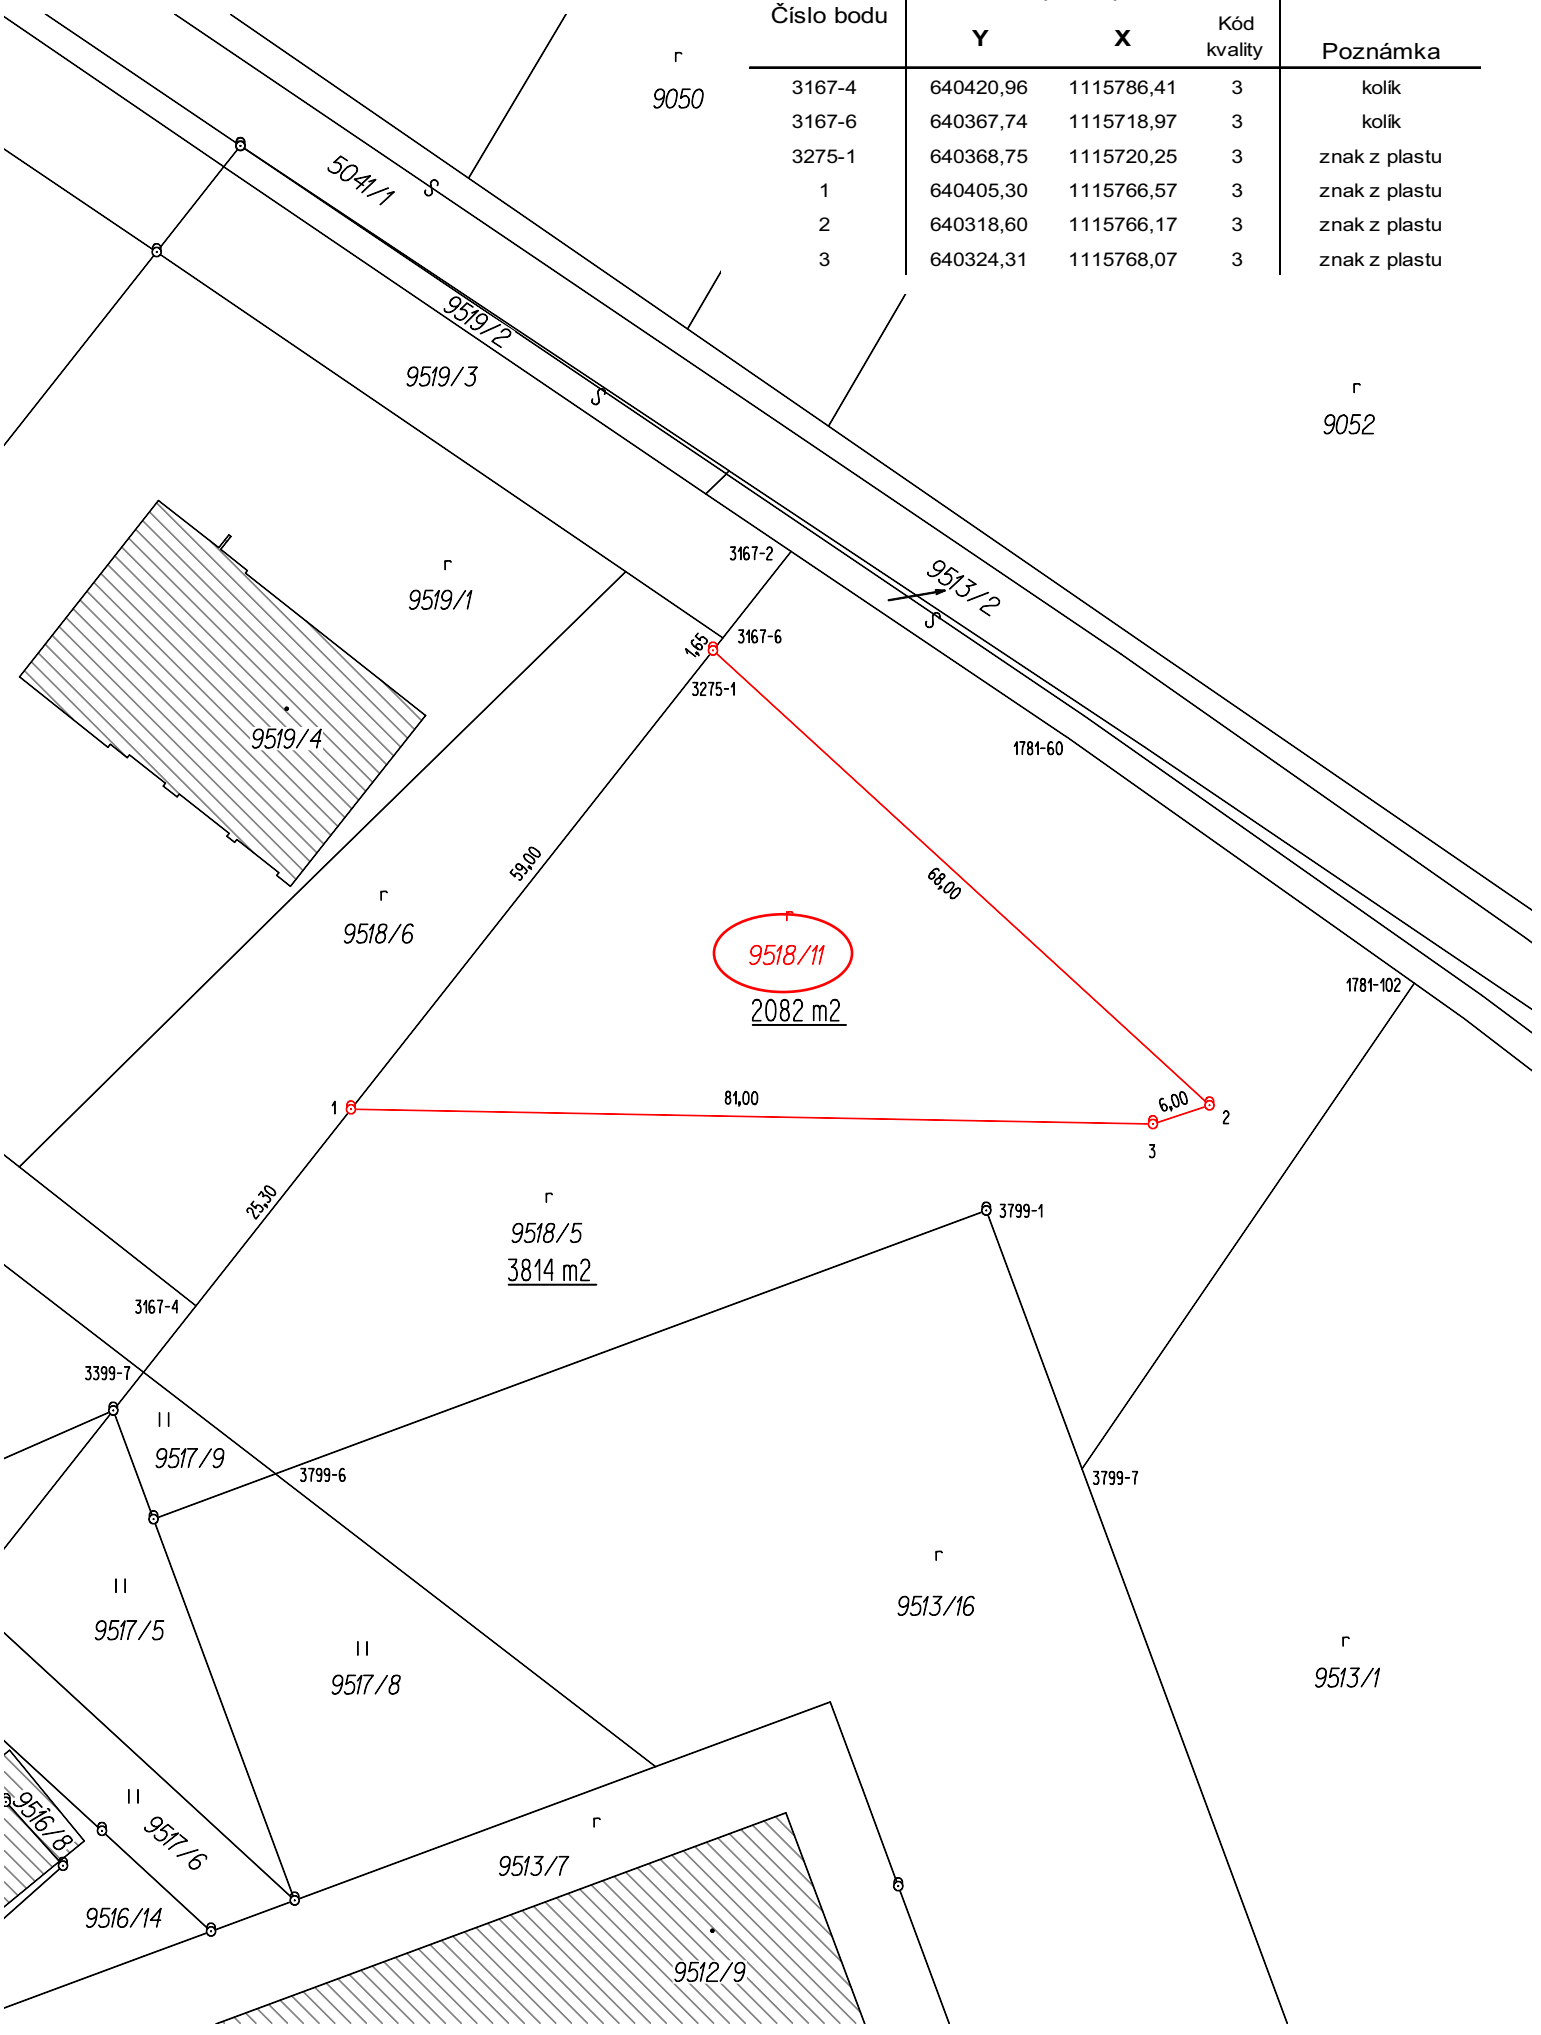 Číslo bodu
Y X Kód kvality Poznámka
3167-4 640420,96 1115786,41 3 kolík
3167-6 640367,74 1115718,97 3 kolík
3275-1 640368,75 1115720,25 3 znak z plastu
1 640405,30 1115766,57 3 znak z plastu
2 640318,60 1115766,17 3 znak z plastu
3 640324,31 1115768,07 3 znak z plastu
r
9050
5041/1
9519/2
9519/3
r
9052
3167-2
r
9519/1
9513/2
1,65
3167-6
3275-1
9519/4
1781-60
59,00
68,00
r
9518/6
r
9518/11
2082 m2
1781-102
1
81,00
6,00
2
3
25,30
r
9518/5
3814 m2
3799-1
3167-4
3399-7
9517/9
3799-6
3799-7
r
9513/16
9517/5
9517/8
r
9513/1
9516/8
9517/6
r
9513/7
9516/14
9512/9